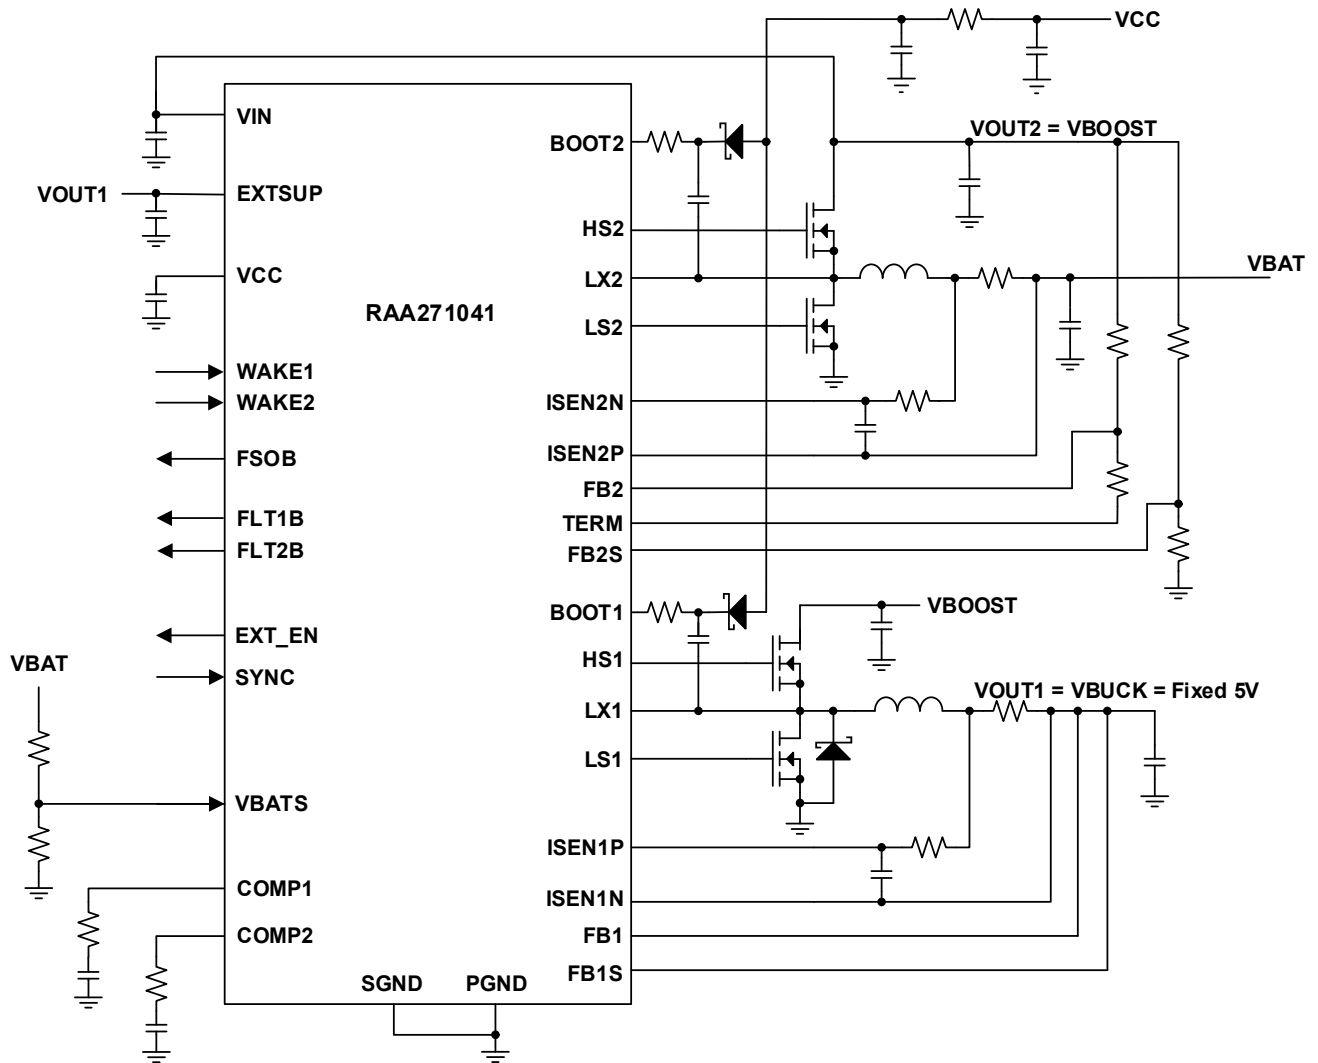 VCC
VIN
BOOT2
VOUT2 = VBOOST
VOUT1
EXTSUP
HS2
VCC
LX2
VBAT
RAA271041
LS2
WAKE1
WAKE2
ISEN2N
FSOB
ISEN2P
FB2
FLT1B
TERM
FLT2B
FB2S
BOOT1
VBOOST
EXT_EN
VBAT
HS1
SYNC
LX1
VOUT1 = VBUCK = Fixed 5V
LS1
VBATS
ISEN1P
COMP1
ISEN1N
COMP2
FB1
FB1S
SGND
PGND